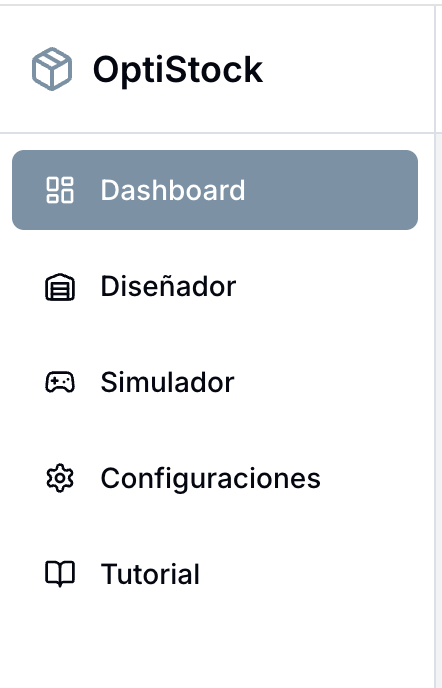 OptiStock
Dashboard
Diseñador
Simulador
Configuraciones
Tutorial